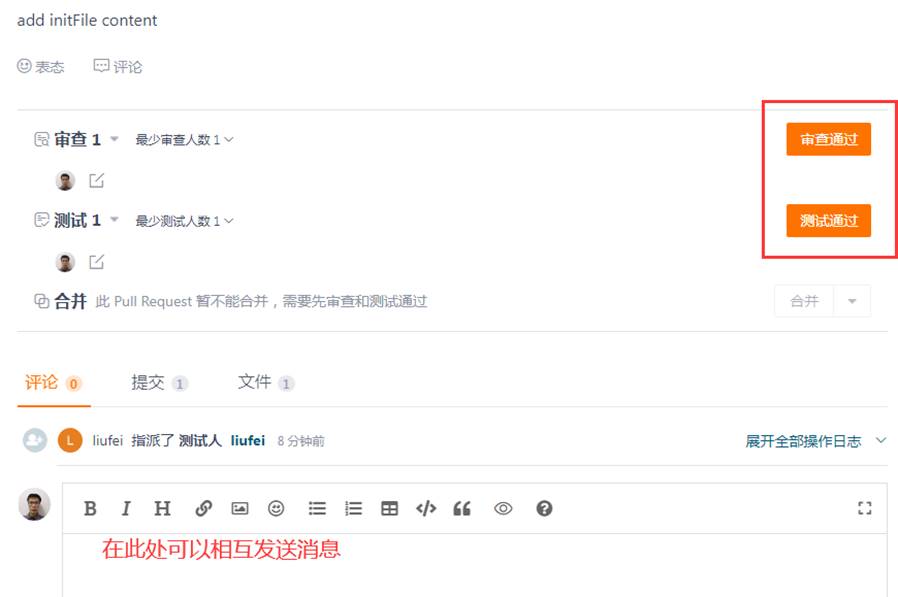 add initFile content
表态 评论
审查 1 最少审查人数 1 审查通过
测试 1 最少测试人数 1 测试通过
合并 此 Pull Request 暂不能合并，需要先审查和测试通过 合并
评论 0 提交 1 文件 1
L liufei 指派了 测试人 liufei 8 分钟前 展开全部操作日志
B I H
在此处可以相互发送消息